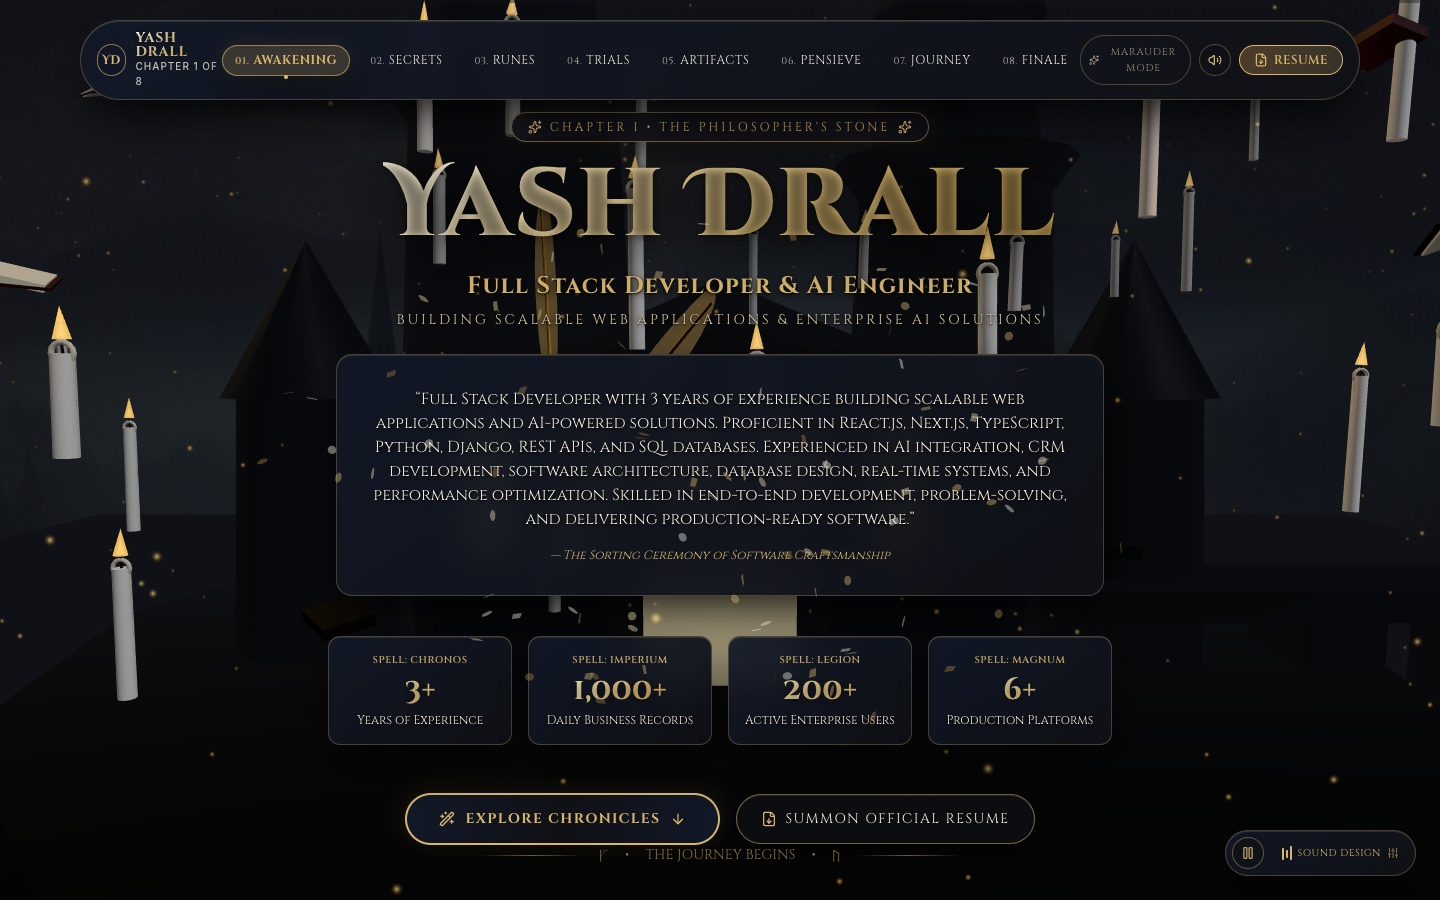 YD
YASH DRALL
CHAPTER 1 OF 8
01. AWAKENING
02. SECRETS
03. RUNES
04. TRIALS
05. ARTIFACTS
06. PENSIEVE
07. JOURNEY
08. FINALE
MARAUDER MODE
RESUME
CHAPTER I • THE PHILOSOPHER'S STONE
YASH DRALL
Full Stack Developer & AI Engineer
BUILDING SCALABLE WEB APPLICATIONS & ENTERPRISE AI SOLUTIONS
“Full Stack Developer with 3 years of experience building scalable web
applications and AI-powered solutions. Proficient in React.js, Next.js, TypeScript,
Python, Django, REST APIs, and SQL databases. Experienced in AI integration, CRM
development, software architecture, database design, real-time systems, and
performance optimization. Skilled in end-to-end development, problem-solving,
and delivering production-ready software.”
— The Sorting Ceremony of Software Craftsmanship
SPELL: CHRONOS
3+
Years of Experience
SPELL: IMPERIUM
1,000+
Daily Business Records
SPELL: LEGION
200+
Active Enterprise Users
SPELL: MAGNUM
6+
Production Platforms
EXPLORE CHRONICLES ↓
SUMMON OFFICIAL RESUME
ᚠ • THE JOURNEY BEGINS • ᚢ
SOUND DESIGN